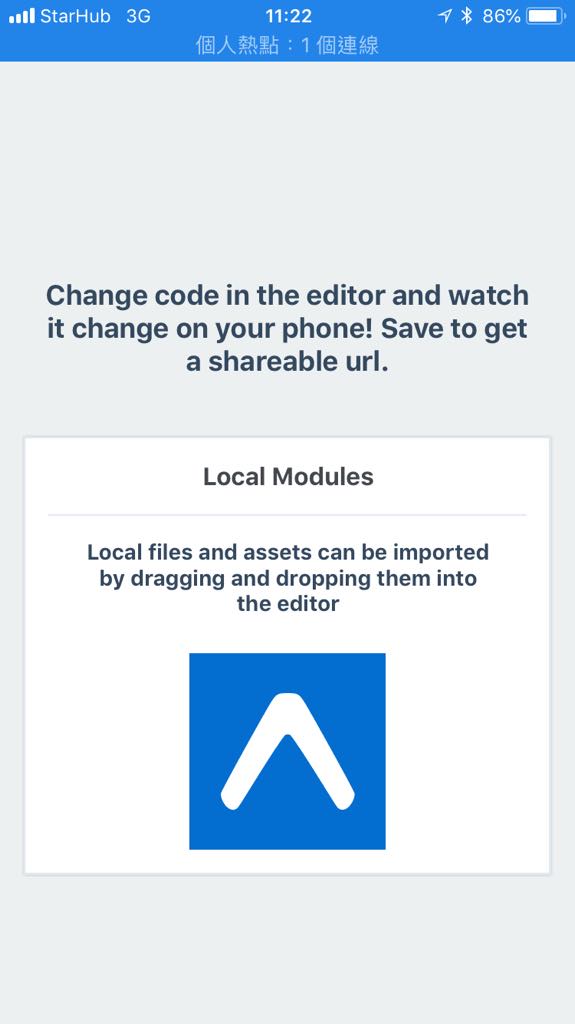 StarHub 3G 11:22 86%
個人熱點：1 個連線
Change code in the editor and watch
it change on your phone! Save to get
a shareable url.
Local Modules
Local files and assets can be imported
by dragging and dropping them into
the editor